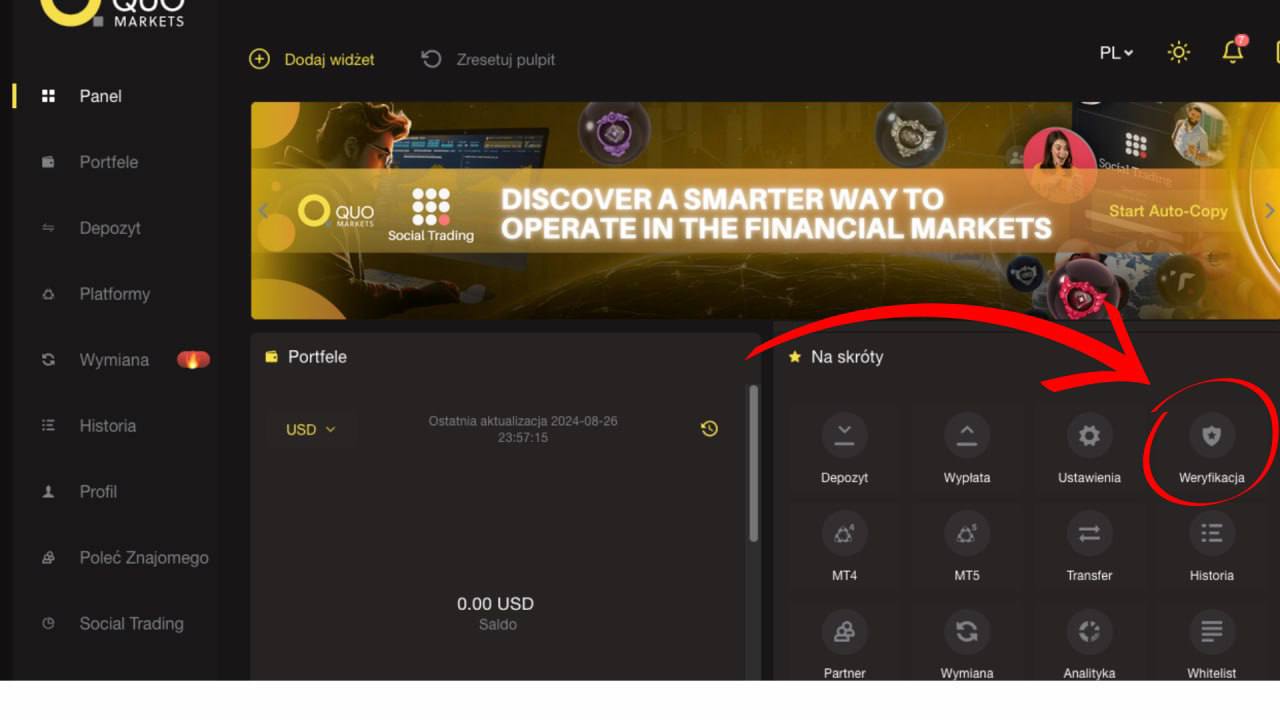 QUO
MARKETS
Dodaj widżet
Zresetuj pulpit
PL
7
Panel
Portfele
Depozyt
Platformy
Wymiana
Historia
Profil
Poleć Znajomego
Social Trading
QUO
MARKETS
Social Trading
DISCOVER A SMARTER WAY TO
OPERATE IN THE FINANCIAL MARKETS
Social Trading
Start Auto-Copy
Portfele
USD
Ostatnia aktualizacja 2024-08-26
23:57:15
0.00 USD
Saldo
Na skróty
Depozyt
Wypłata
Ustawienia
Weryfikacja
4
MT4
5
MT5
Transfer
Historia
Partner
Wymiana
Analityka
Whitelist